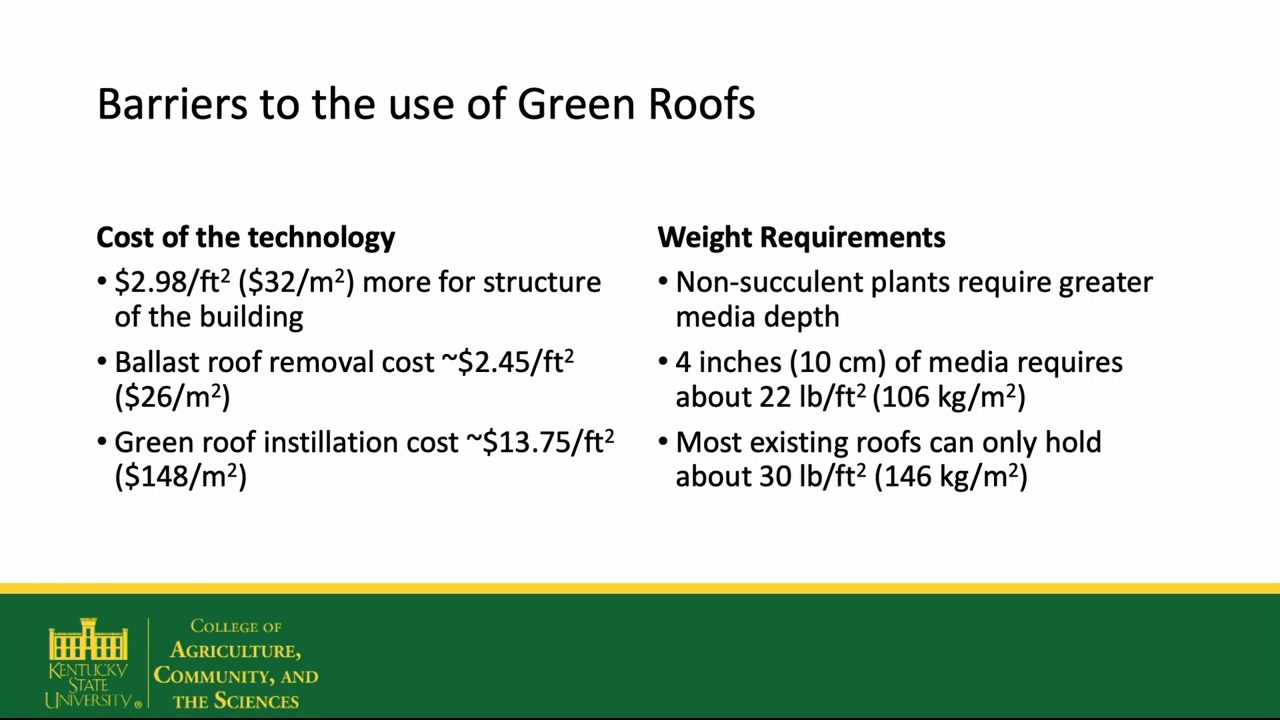 Barriers to the use of Green Roofs
Cost of the technology
• $2.98/ft² ($32/m²) more for structure
of the building
• Ballast roof removal cost ~$2.45/ft²
($26/m²)
• Green roof instillation cost ~$13.75/ft²
($148/m²)
Weight Requirements
• Non-succulent plants require greater
media depth
• 4 inches (10 cm) of media requires
about 22 lb/ft² (106 kg/m²)
• Most existing roofs can only hold
about 30 lb/ft² (146 kg/m²)
KENTUCKY
STATE
UNIVERSITY®
COLLEGE OF
AGRICULTURE,
COMMUNITY, AND
THE SCIENCES